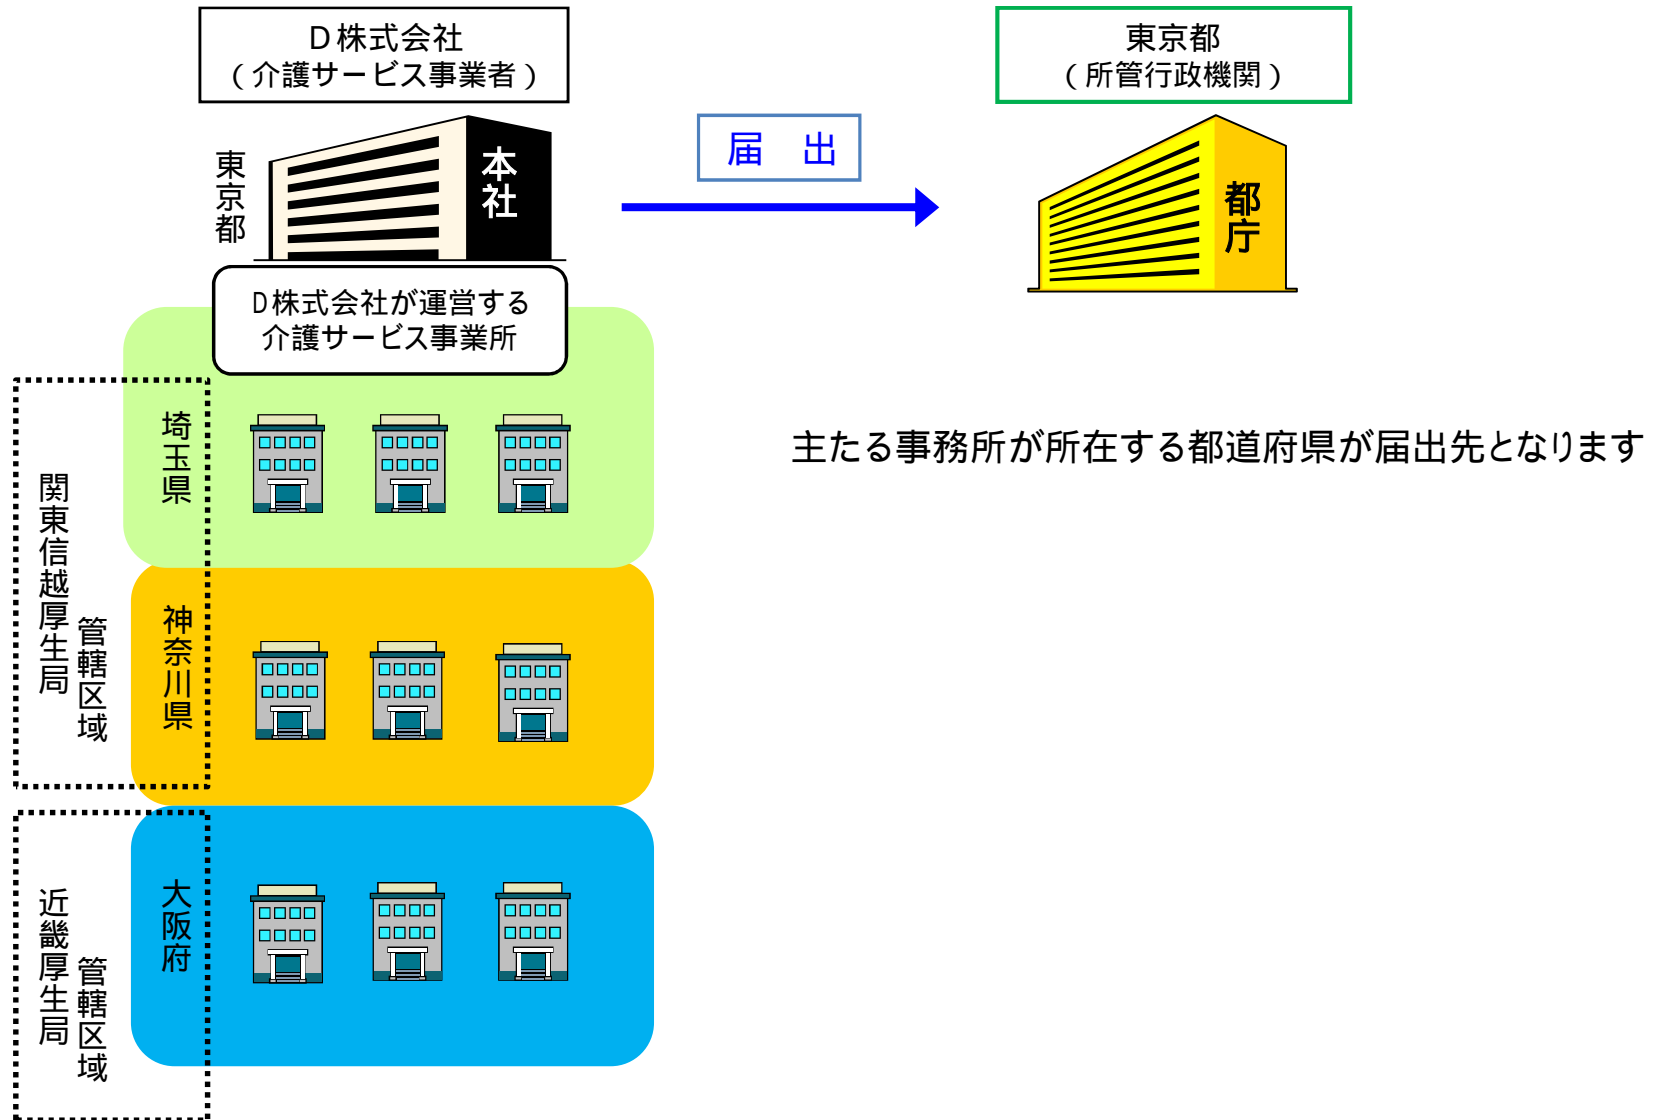 D株式会社
(介護サービス事業者)
東京都
(所管行政機関)
届 出
東京都
本社
都庁
D株式会社が運営する
介護サービス事業所
主たる事務所が所在する都道府県が届出先となります
関東信越厚生局
管轄区域
埼玉県
神奈川県
近畿厚生局
管轄区域
大阪府